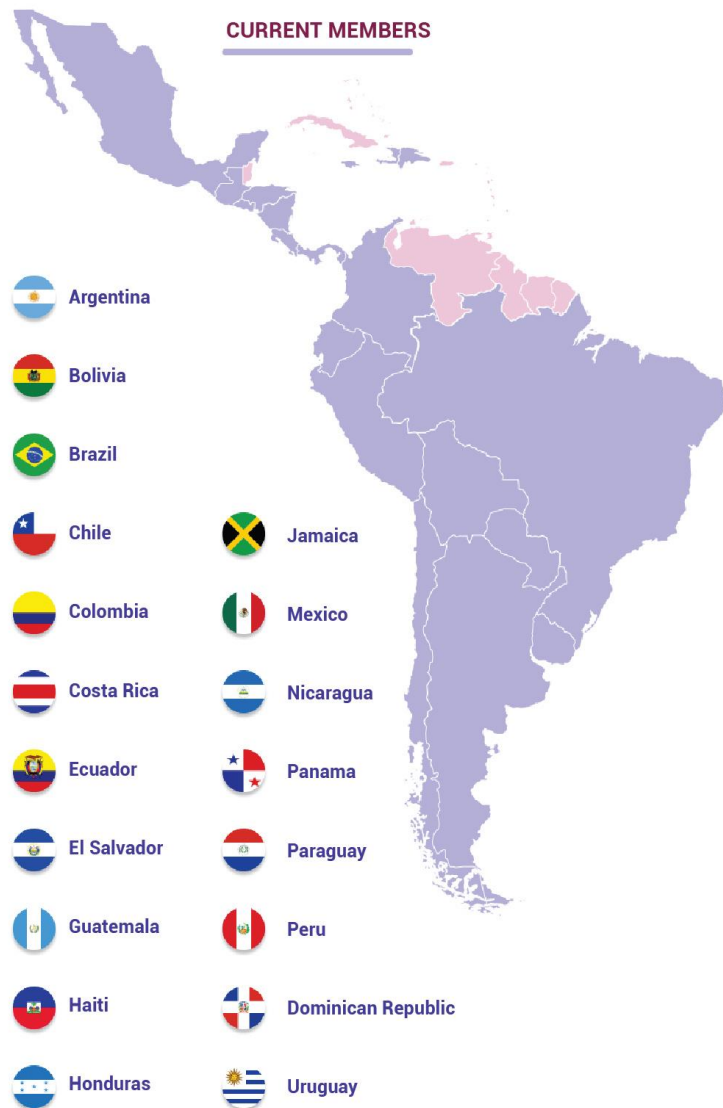 CURRENT MEMBERS
Argentina
Bolivia
Brazil
Chile
Colombia
Costa Rica
Ecuador
El Salvador
Guatemala
Haiti
Honduras
Jamaica
Mexico
Nicaragua
Panama
Paraguay
Peru
Dominican Republic
Uruguay